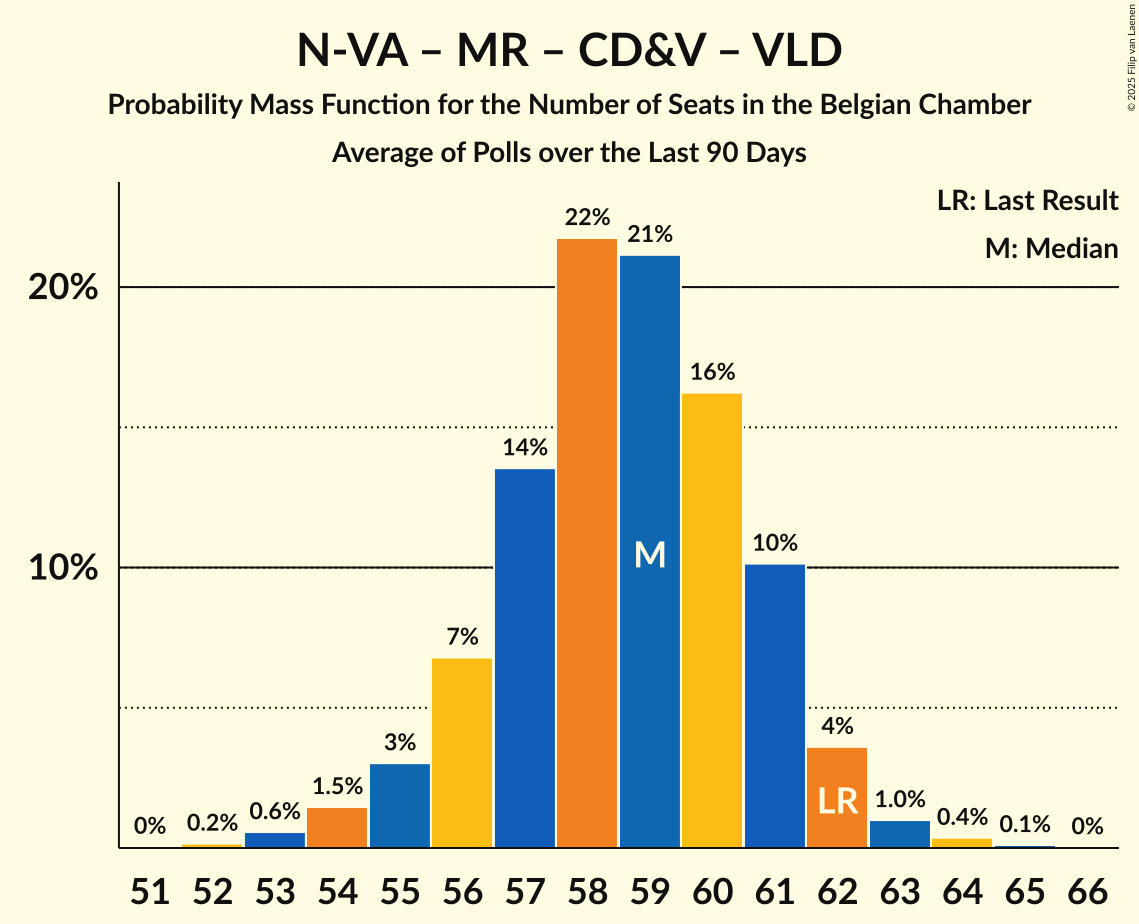 N-VA – MR – CD&V – VLD
Probability Mass Function for the Number of Seats in the Belgian Chamber
Average of Polls over the Last 90 Days
© 2025 Filip van Laenen
LR: Last Result
M: Median
20%
10%
0% 0.2% 0.6% 1.5% 3% 7% 14% 22% 21% 16% 10% 4% 1.0% 0.4% 0.1% 0%
M
LR
51 52 53 54 55 56 57 58 59 60 61 62 63 64 65 66